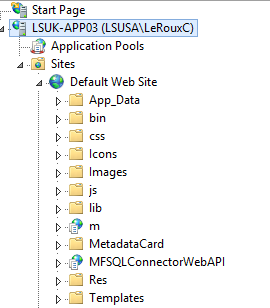 Start Page
LSUK-APP03 (LSUSA\LeRouxC)
Application Pools
Sites
Default Web Site
App_Data
bin
css
Icons
Images
js
lib
m
MetadataCard
MFSQLConnectorWebAPI
Res
Templates